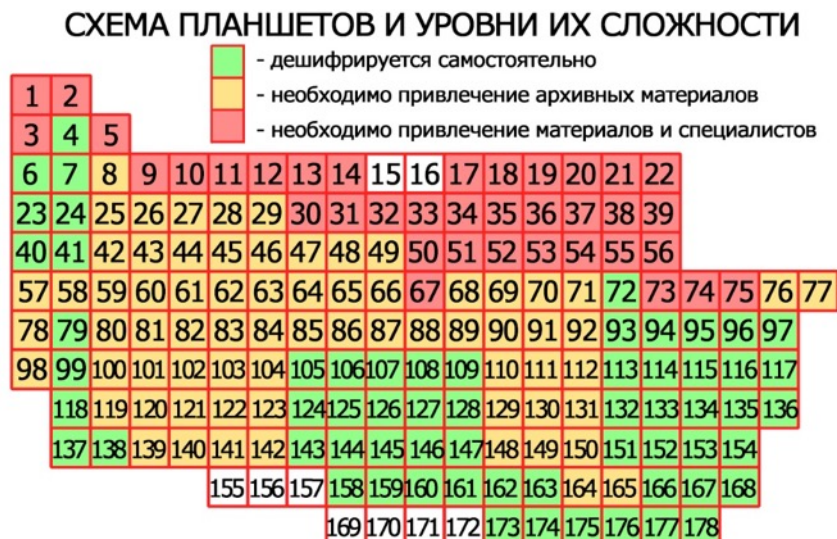 СХЕМА ПЛАНШЕТОВ И УРОВНИ ИХ СЛОЖНОСТИ
- дешифрируется самостоятельно
- необходимо привлечение архивных материалов
- необходимо привлечение материалов и специалистов
1 2
3 4 5
6 7 8 9 10 11 12 13 14 15 16 17 18 19 20 21 22
23 24 25 26 27 28 29 30 31 32 33 34 35 36 37 38 39
40 41 42 43 44 45 46 47 48 49 50 51 52 53 54 55 56
57 58 59 60 61 62 63 64 65 66 67 68 69 70 71 72 73 74 75 76 77
78 79 80 81 82 83 84 85 86 87 88 89 90 91 92 93 94 95 96 97
98 99 100 101 102 103 104 105 106 107 108 109 110 111 112 113 114 115 116 117
118 119 120 121 122 123 124 125 126 127 128 129 130 131 132 133 134 135 136
137 138 139 140 141 142 143 144 145 146 147 148 149 150 151 152 153 154
155 156 157 158 159 160 161 162 163 164 165 166 167 168
169 170 171 172 173 174 175 176 177 178